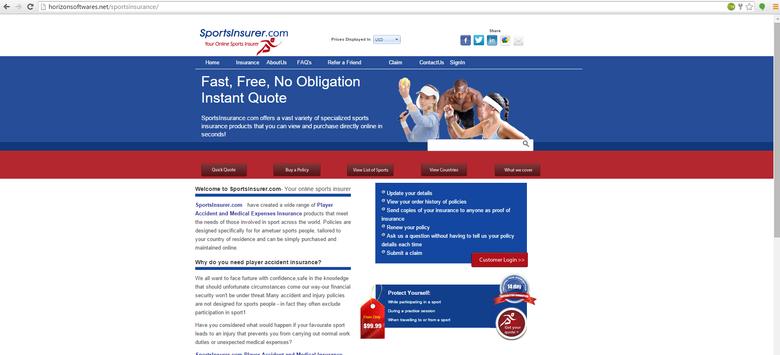 horizonsoftwares.net/sportsinsurance/
SportsInsurer.com
Your Online Sports Insurer
Prices Displayed In
USD
Share
Home Insurance AboutUs FAQ's Refer a Friend Claim ContactUs SignIn
Fast, Free, No Obligation
Instant Quote
SportsInsurance.com offers a vast variety of specialized sports
insurance products that you can view and purchase directly online in
seconds!
Quick Quote Buy a Policy View List of Sports View Countries What we cover
Welcome to SportsInsurer.com- Your online sports insurer
SportsInsurer.com have created a wide range of Player
Accident and Medical Expenses Insurance products that meet
the needs of those involved in sport across the world. Policies are
designed specifically for for ametuer sports people, tailored to
your country of residence and can be simply purchased and
maintained online.
Why do you need player accident insurance?
We all want to face furture with confidence,safe in the knowledge
that should unfortunate circumstances come our way-our financial
security won't be under threat.Many accident and injury policies
are not designed for sports people - in fact they often exclude
participation in sport1
Have you considered what would happen if your favourate sport
leads to an injury that prevents you from carrying out normal work
duties or unexpected medical expenses?
SportsInsurer.com Player Accident and Medical Insurance
Update your details
View your order history of policies
Send copies of your insurance to anyone as proof of
insurance
Renew your policy
Ask us a question without having to tell us your policy
details each time
Submit a claim
Customer Login >>
Protect Yourself:
While participating in a sport
During a practice session
When travelling to or from a sport
From Only
$99.99
14 day
Get your
quote >